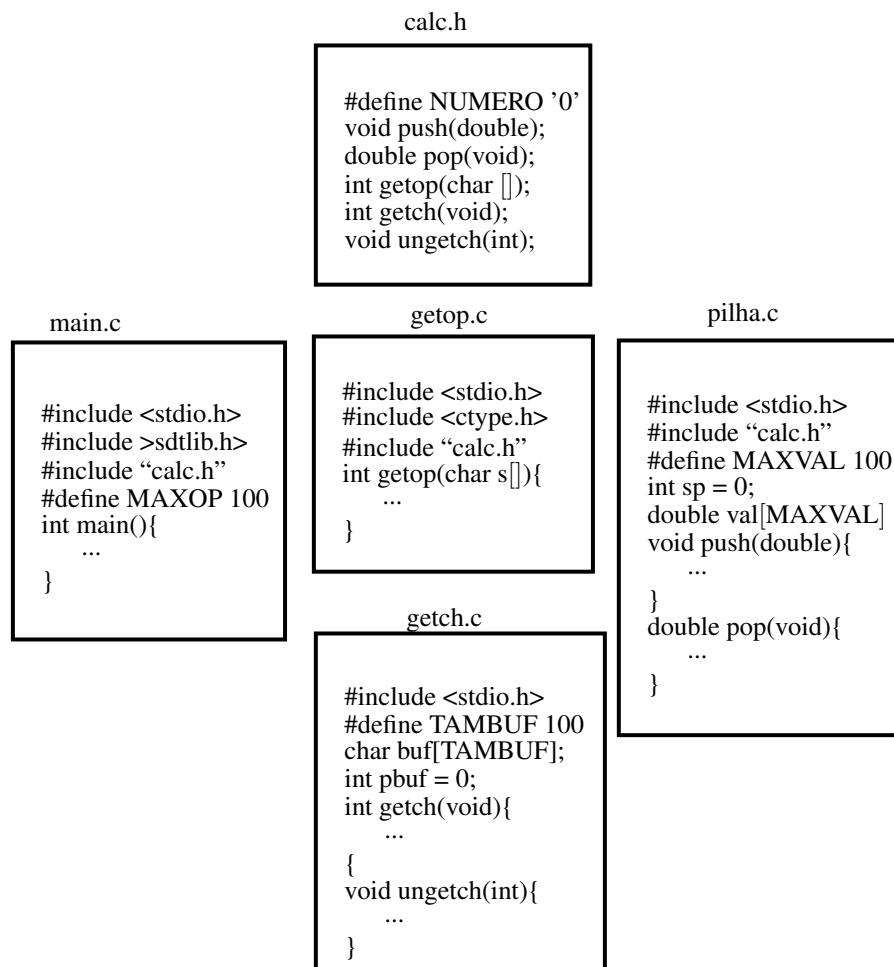 calc.h
#define NUMERO ’0’
void push(double);
double pop(void);
int getop(char []);
int getch(void);
void ungetch(int);
main.c
#include <stdio.h>
#include >sdtlib.h>
#include “calc.h”
#define MAXOP 100
int main(){
...
}
getop.c
#include <stdio.h>
#include <ctype.h>
#include “calc.h”
int getop(char s[]){
...
}
pilha.c
#include <stdio.h>
#include “calc.h”
#define MAXVAL 100
int sp = 0;
double val[MAXVAL]
void push(double){
...
}
double pop(void){
...
}
getch.c
#include <stdio.h>
#define TAMBUF 100
char buf[TAMBUF];
int pbuf = 0;
int getch(void){
...
{
void ungetch(int){
...
}